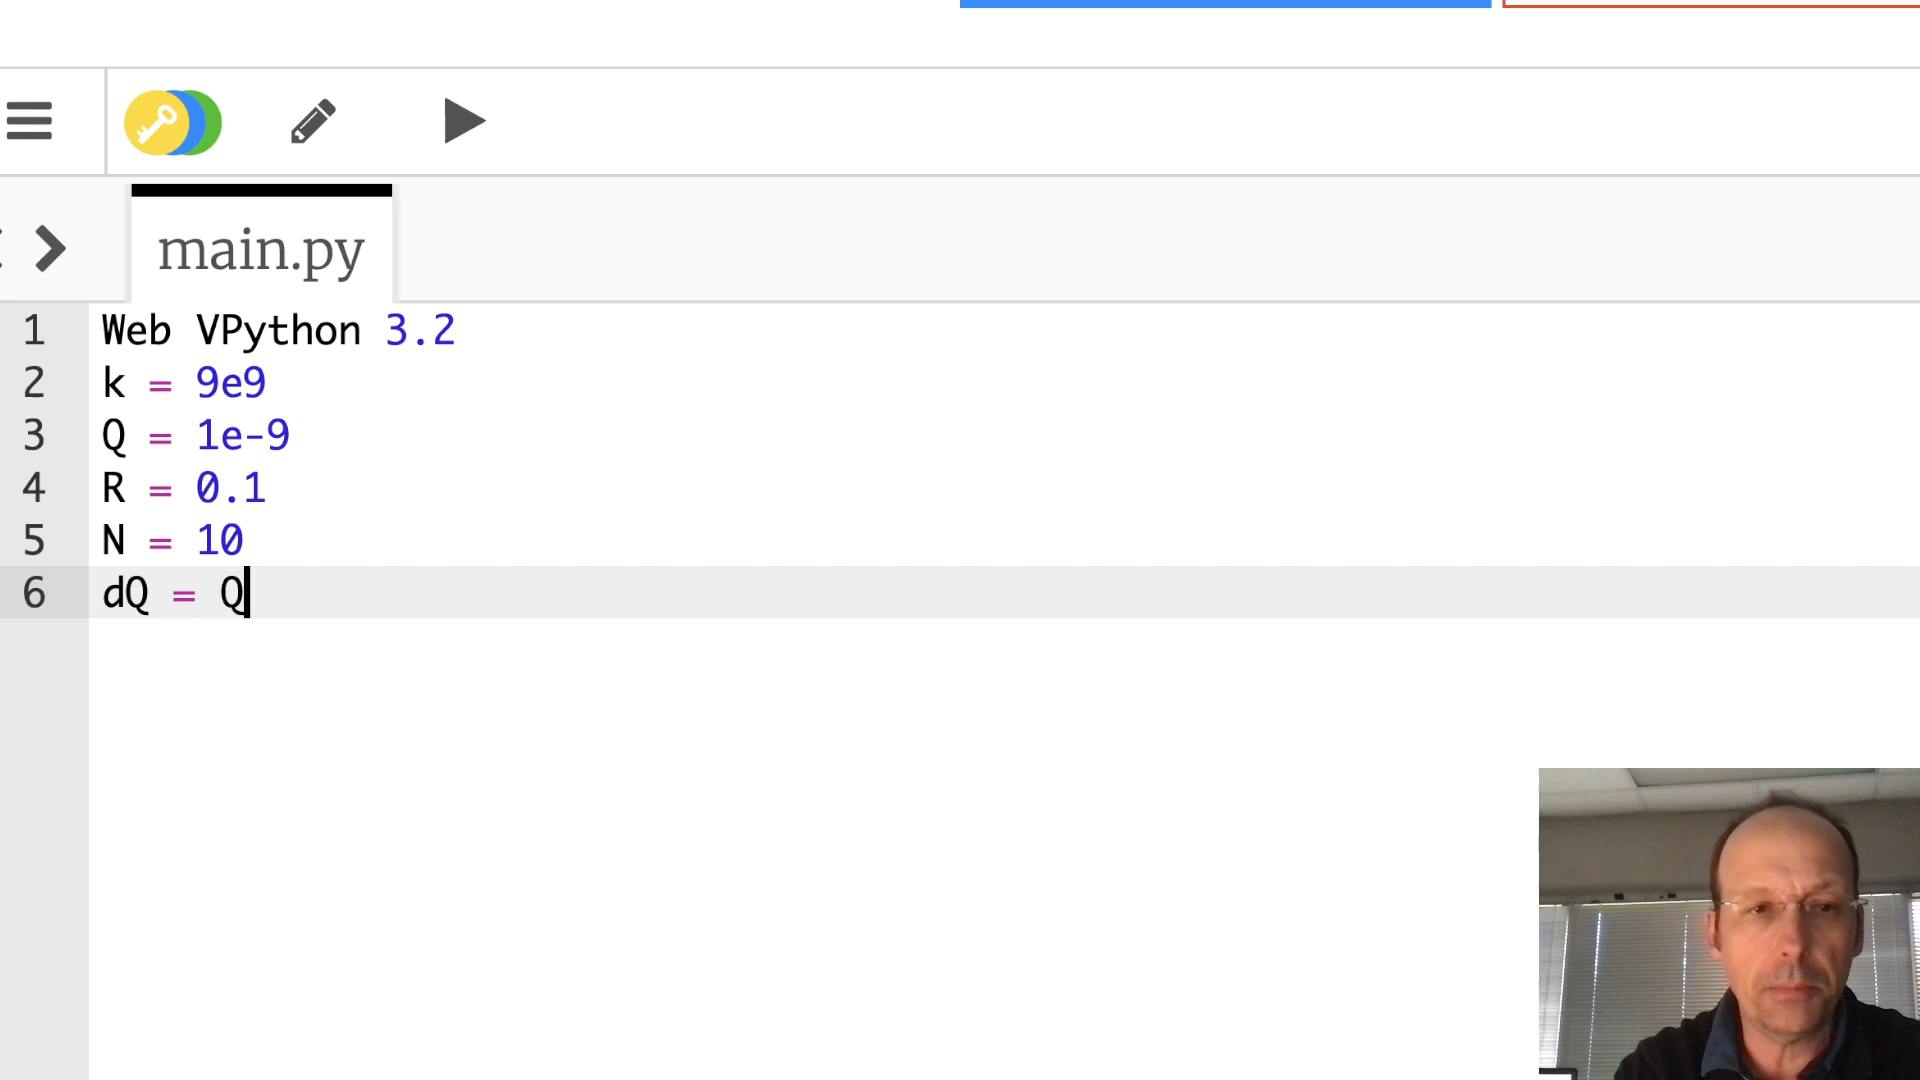 main.py
1 Web VPython 3.2
2 k = 9e9
3 Q = 1e-9
4 R = 0.1
5 N = 10
6 dQ = Q